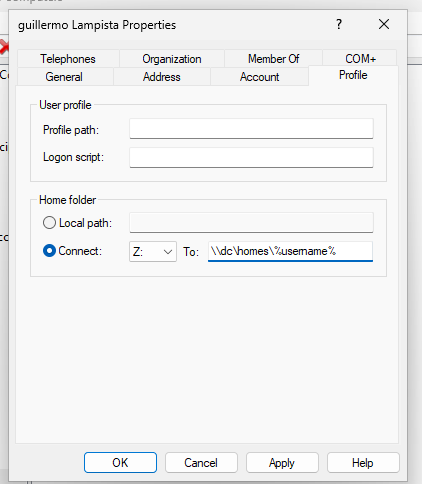 guillermo Lampista Properties
Telephones Organization Member Of COM+
General Address Account Profile
User profile
Profile path:
Logon script:
Home folder
Local path:
Connect: Z: To: \\dc\homes\%username%
OK Cancel Apply Help